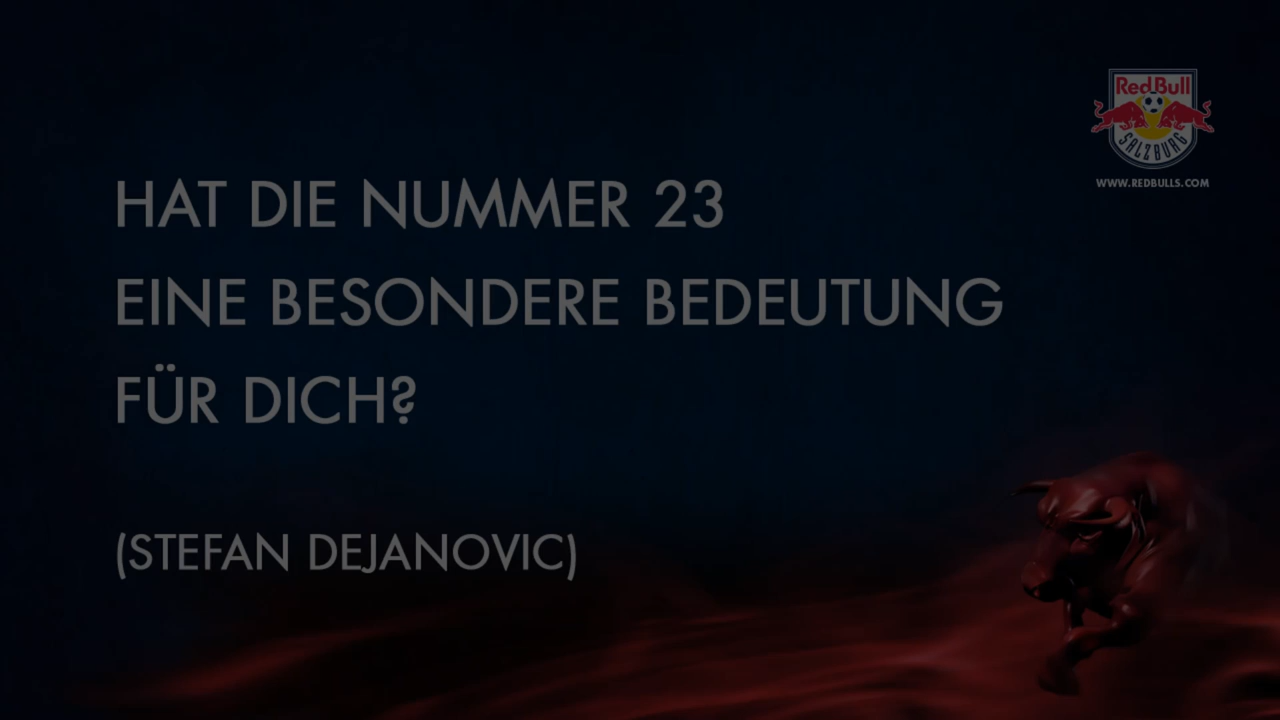 Red Bull
SALZBURG
WWW.REDBULLS.COM
HAT DIE NUMMER 23
EINE BESONDERE BEDEUTUNG
FÜR DICH?
(STEFAN DEJANOVIC)